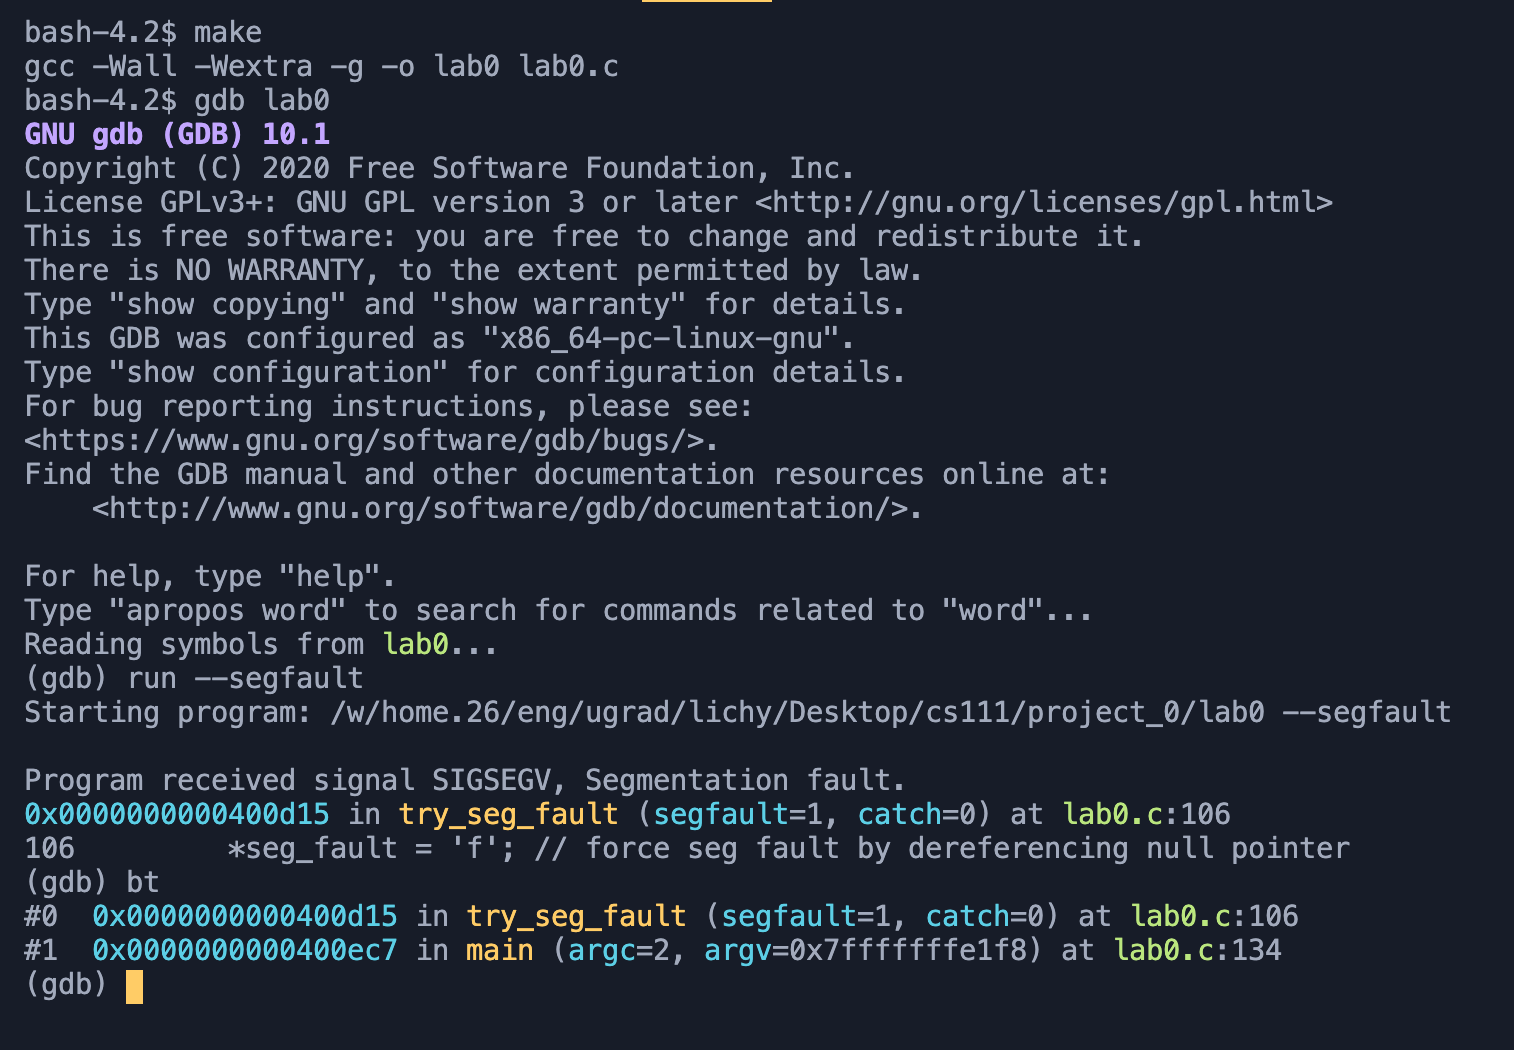 bash-4.2$ make
gcc -Wall -Wextra -g -o lab0 lab0.c
bash-4.2$ gdb lab0
GNU gdb (GDB) 10.1
Copyright (C) 2020 Free Software Foundation, Inc.
License GPLv3+: GNU GPL version 3 or later <http://gnu.org/licenses/gpl.html>
This is free software: you are free to change and redistribute it.
There is NO WARRANTY, to the extent permitted by law.
Type "show copying" and "show warranty" for details.
This GDB was configured as "x86_64-pc-linux-gnu".
Type "show configuration" for configuration details.
For bug reporting instructions, please see:
<https://www.gnu.org/software/gdb/bugs/>.
Find the GDB manual and other documentation resources online at:
    <http://www.gnu.org/software/gdb/documentation/>.

For help, type "help".
Type "apropos word" to search for commands related to "word"...
Reading symbols from lab0...
(gdb) run --segfault
Starting program: /w/home.26/eng/ugrad/lichy/Desktop/cs111/project_0/lab0 --segfault

Program received signal SIGSEGV, Segmentation fault.
0x0000000000400d15 in try_seg_fault (segfault=1, catch=0) at lab0.c:106
106         *seg_fault = 'f'; // force seg fault by dereferencing null pointer
(gdb) bt
#0  0x0000000000400d15 in try_seg_fault (segfault=1, catch=0) at lab0.c:106
#1  0x0000000000400ec7 in main (argc=2, argv=0x7fffffffe1f8) at lab0.c:134
(gdb)